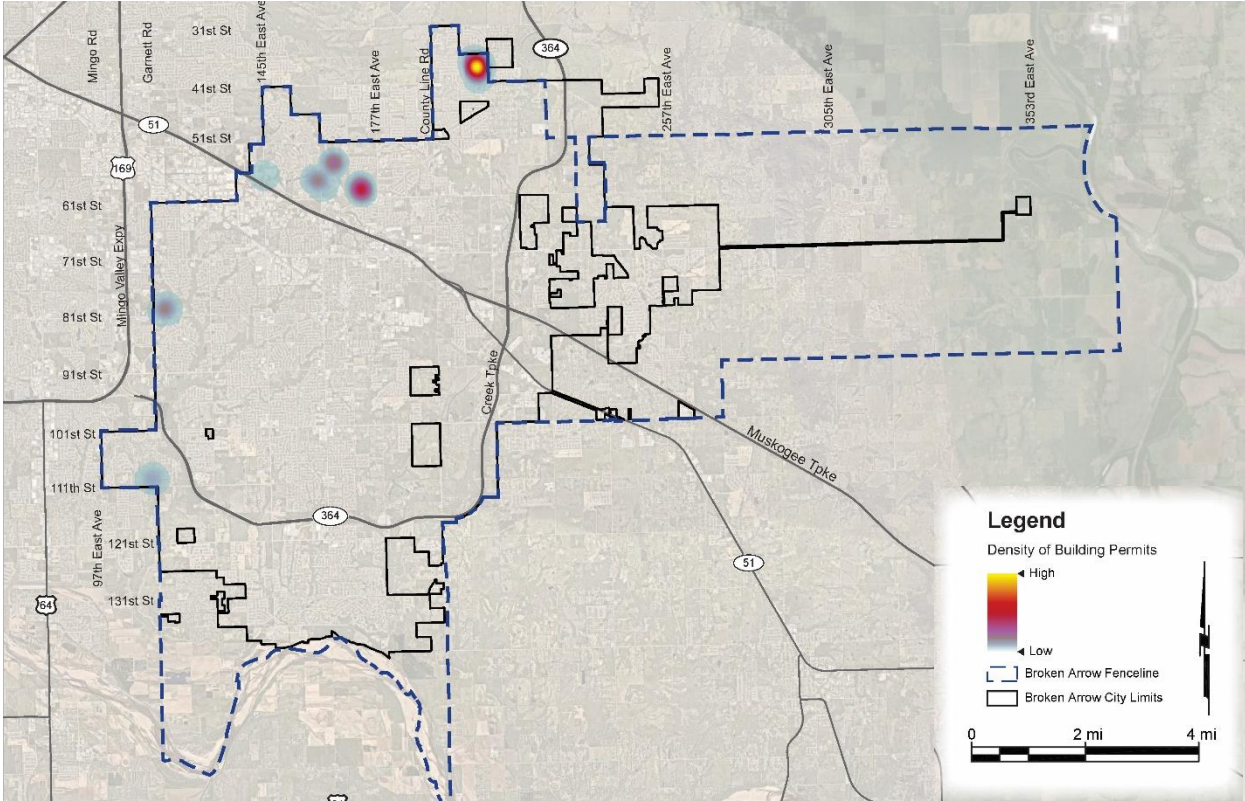 31st St
41st St
51st St
61st St
71st St
81st St
91st St
101st St
111st St
121st St
131st St
Mingo Rd
Garnett Rd
145th East Ave
177th East Ave
County Line Rd
257th East Ave
305th East Ave
353rd East Ave
364
51
169
Mingo Valley Expy
Creek Tpke
Muskogee Tpke
97th East Ave
364
51
64
Legend
Density of Building Permits
High
Low
Broken Arrow Fenceline
Broken Arrow City Limits
0 2 mi 4 mi